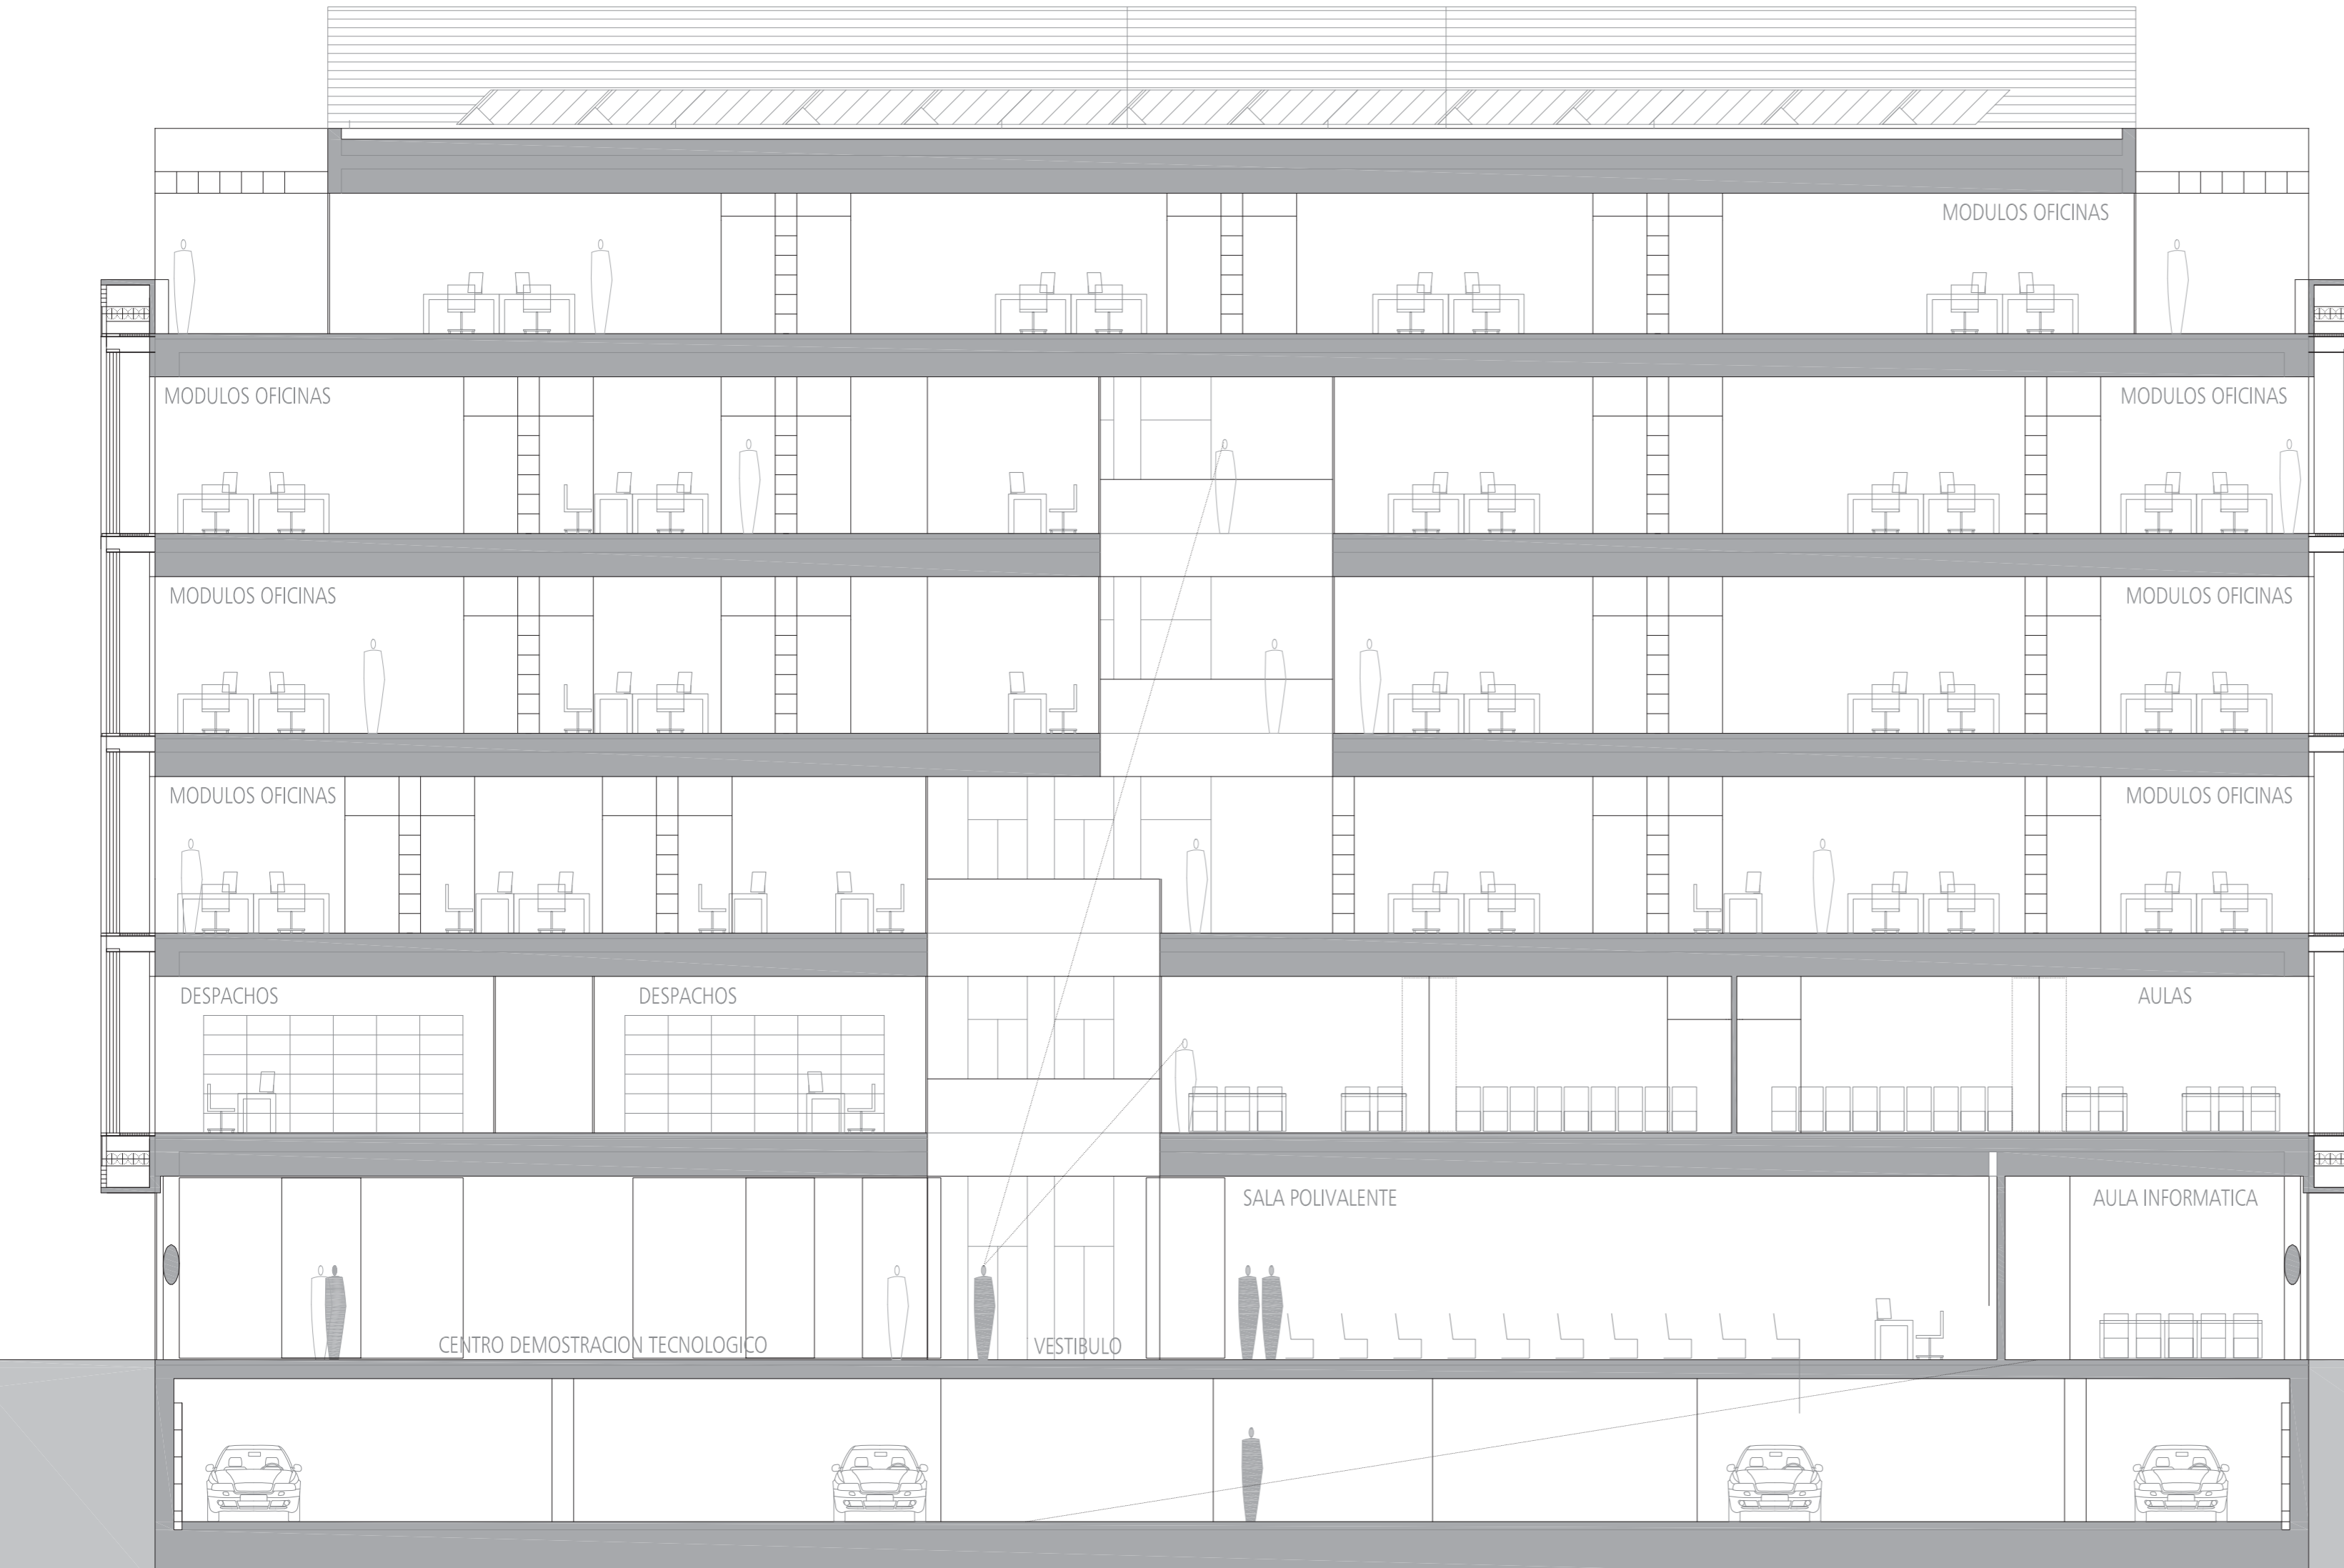 MODULOS OFICINAS
MODULOS OFICINAS
MODULOS OFICINAS
MODULOS OFICINAS
MODULOS OFICINAS
MODULOS OFICINAS
MODULOS OFICINAS
DESPACHOS
DESPACHOS
AULAS
SALA POLIVALENTE
AULA INFORMATICA
CENTRO DEMOSTRACION TECNOLOGICO
VESTIBULO